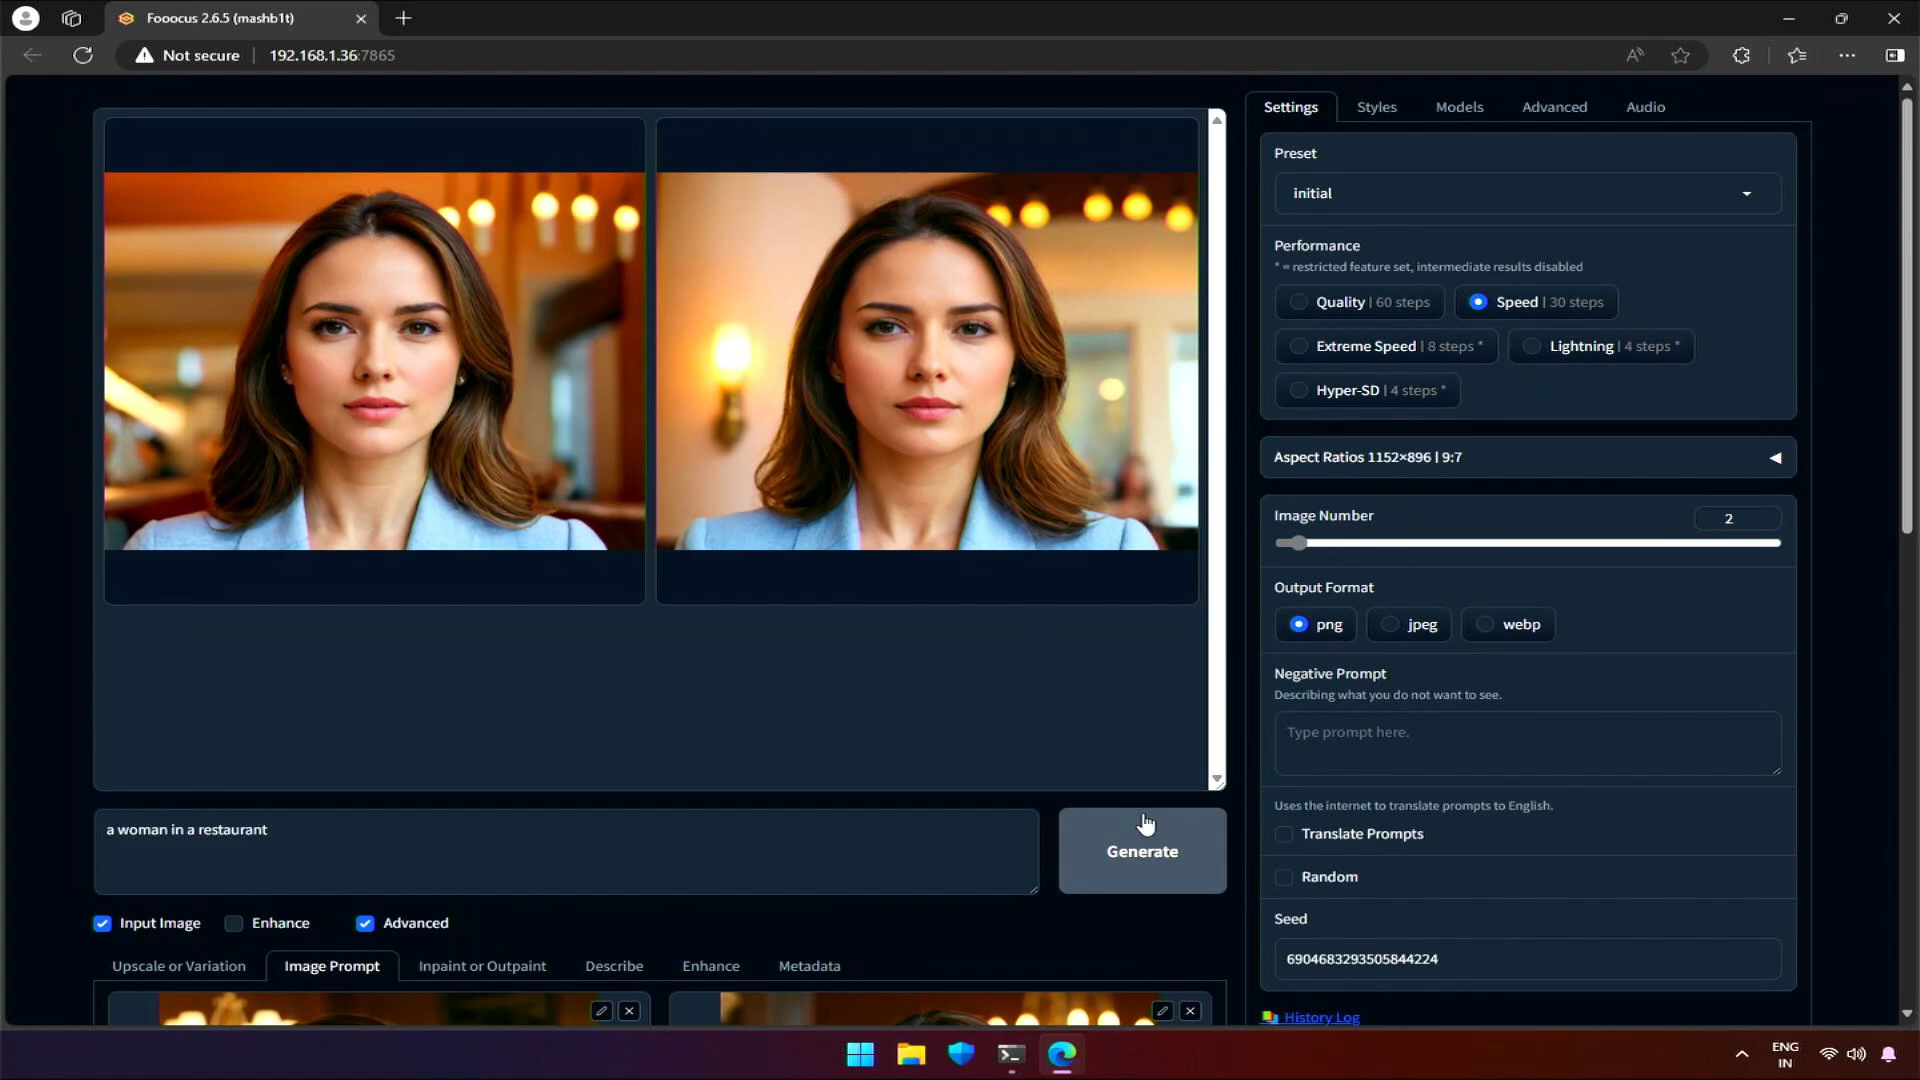 Fooocus 2.6.5 (mashb1t)
Not secure
192.168.1.36:7865
Settings
Styles
Models
Advanced
Audio
Preset
initial
Performance
* = restricted feature set, intermediate results disabled
Quality | 60 steps
Speed | 30 steps
Extreme Speed | 8 steps *
Lightning | 4 steps *
Hyper-SD | 4 steps *
Aspect Ratios 1152×896 | 9:7
Image Number
2
Output Format
png
jpeg
webp
Negative Prompt
Describing what you do not want to see.
Type prompt here.
Uses the internet to translate prompts to English.
Translate Prompts
Random
Seed
6904683293505844224
History Log
a woman in a restaurant
Generate
Input Image
Enhance
Advanced
Upscale or Variation
Image Prompt
Inpaint or Outpaint
Describe
Enhance
Metadata
ENG
IN